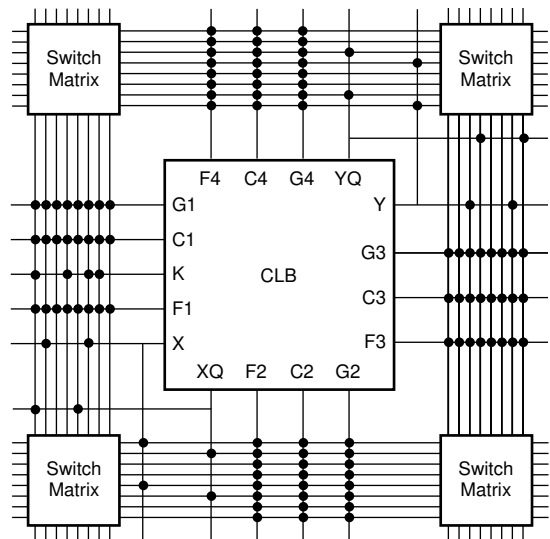 Switch
Matrix
Switch
Matrix
F4 C4 G4 YQ
G1 Y
C1 G3
K CLB
C3
F1
X F3
XQ F2 C2 G2
Switch
Matrix
Switch
Matrix